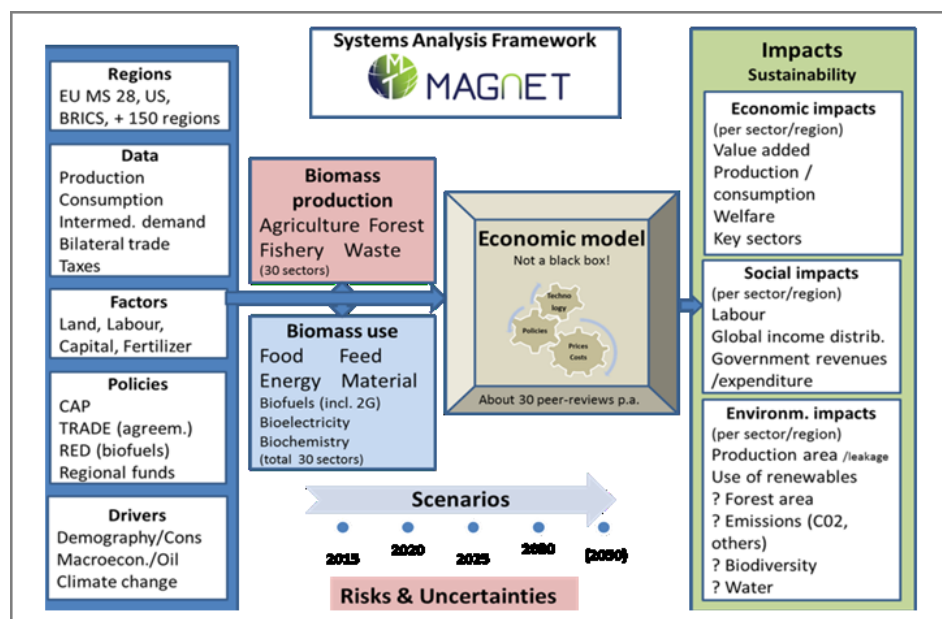 Systems Analysis Framework
MAGNET
Regions
EU MS 28, US,
BRICS, + 150 regions
Data
Production
Consumption
Intermed. demand
Bilateral trade
Taxes
Factors
Land, Labour,
Capital, Fertilizer
Policies
CAP
TRADE (agreem.)
RED (biofuels)
Regional funds
Drivers
Demography/Cons
Macroecon./Oil
Climate change
Biomass
production
Agriculture Forest
Fishery Waste
(30 sectors)
Biomass use
Food Feed
Energy Material
Biofuels (incl. 2G)
Bioelectricity
Biochemistry
(total 30 sectors)
Economic model
Not a black box!
Techno
logy
Policies
Prices
Costs
About 30 peer-reviews p.a.
Scenarios
2015
2020
2025
2030
(2050)
Risks & Uncertainties
Impacts
Sustainability
Economic impacts
(per sector/region)
Value added
Production /
consumption
Welfare
Key sectors
Social impacts
(per sector/region)
Labour
Global income distrib.
Government revenues
/expenditure
Environm. impacts
(per sector/region)
Production area /leakage
Use of renewables
? Forest area
? Emissions (C02,
others)
? Biodiversity
? Water